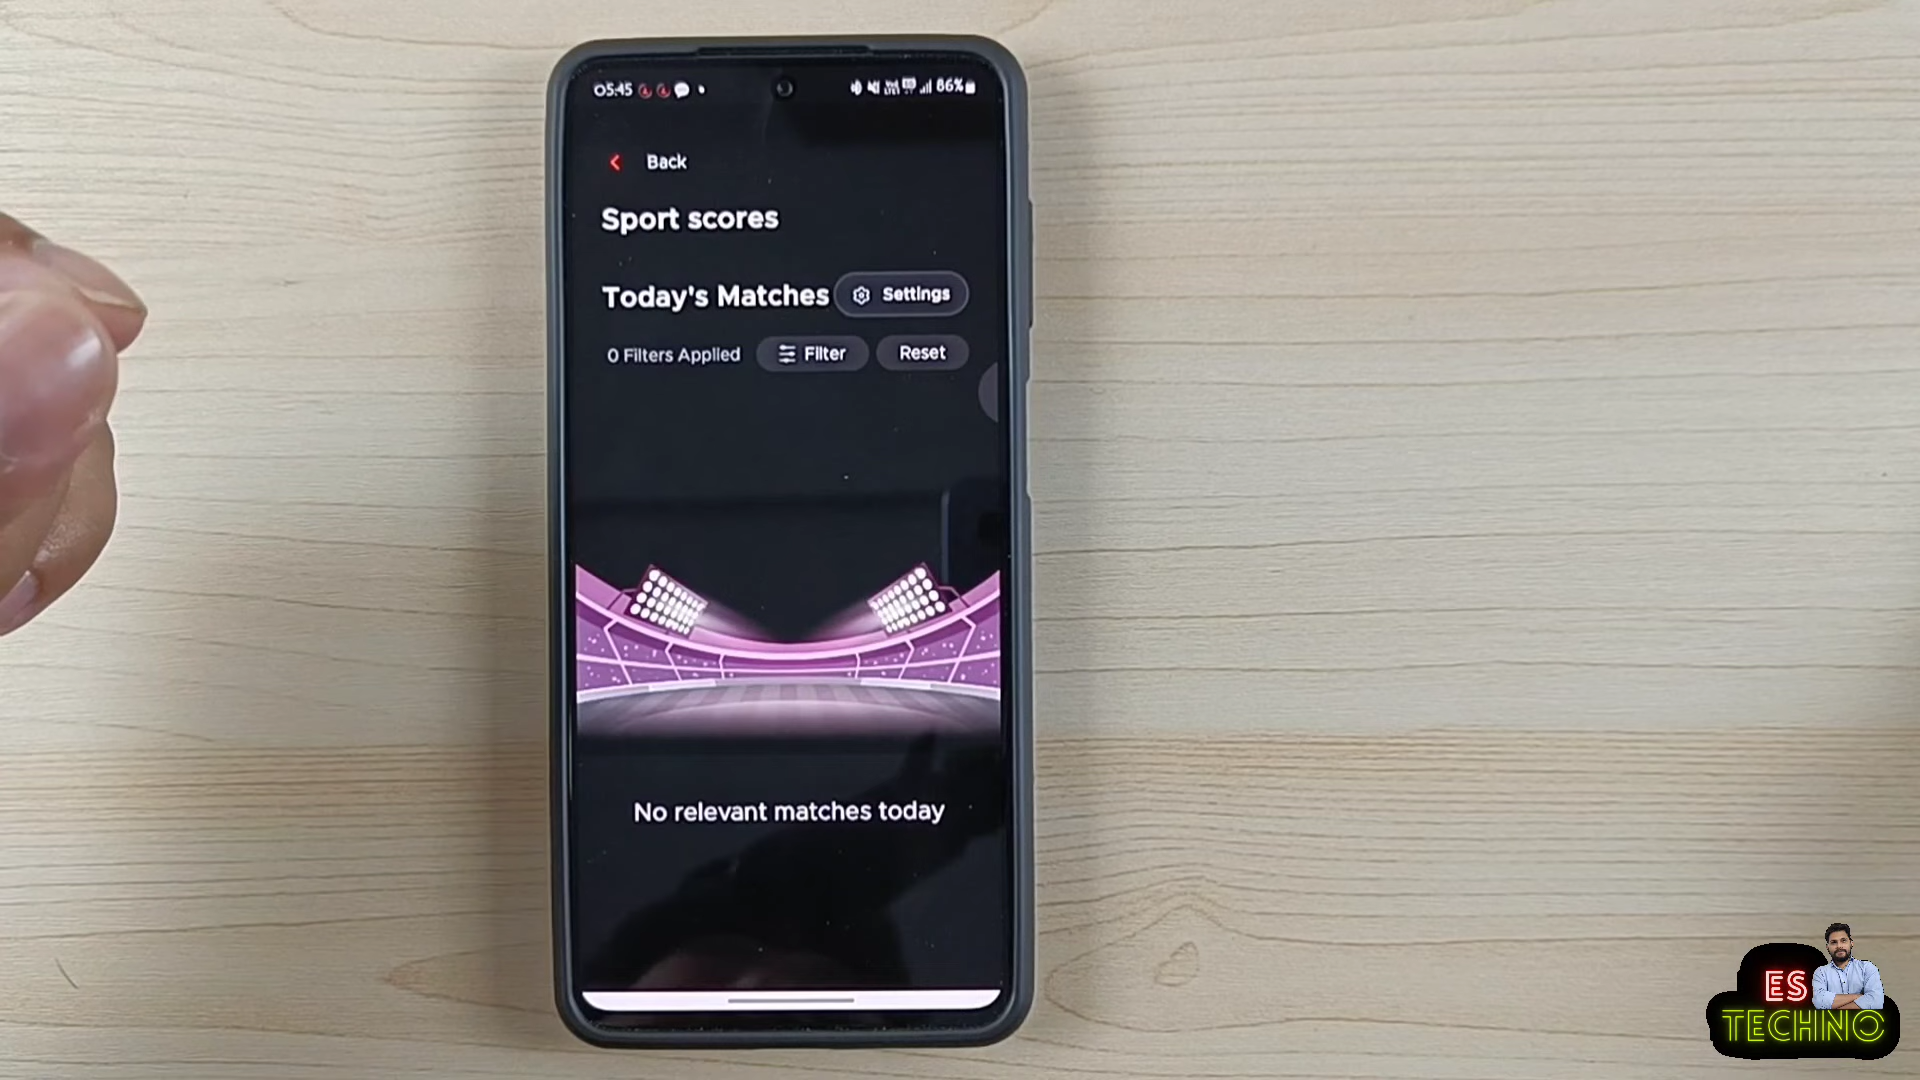 05:45 86%
Back
Sport scores
Today's Matches Settings
0 Filters Applied Filter Reset
No relevant matches today
ES
TECHNO